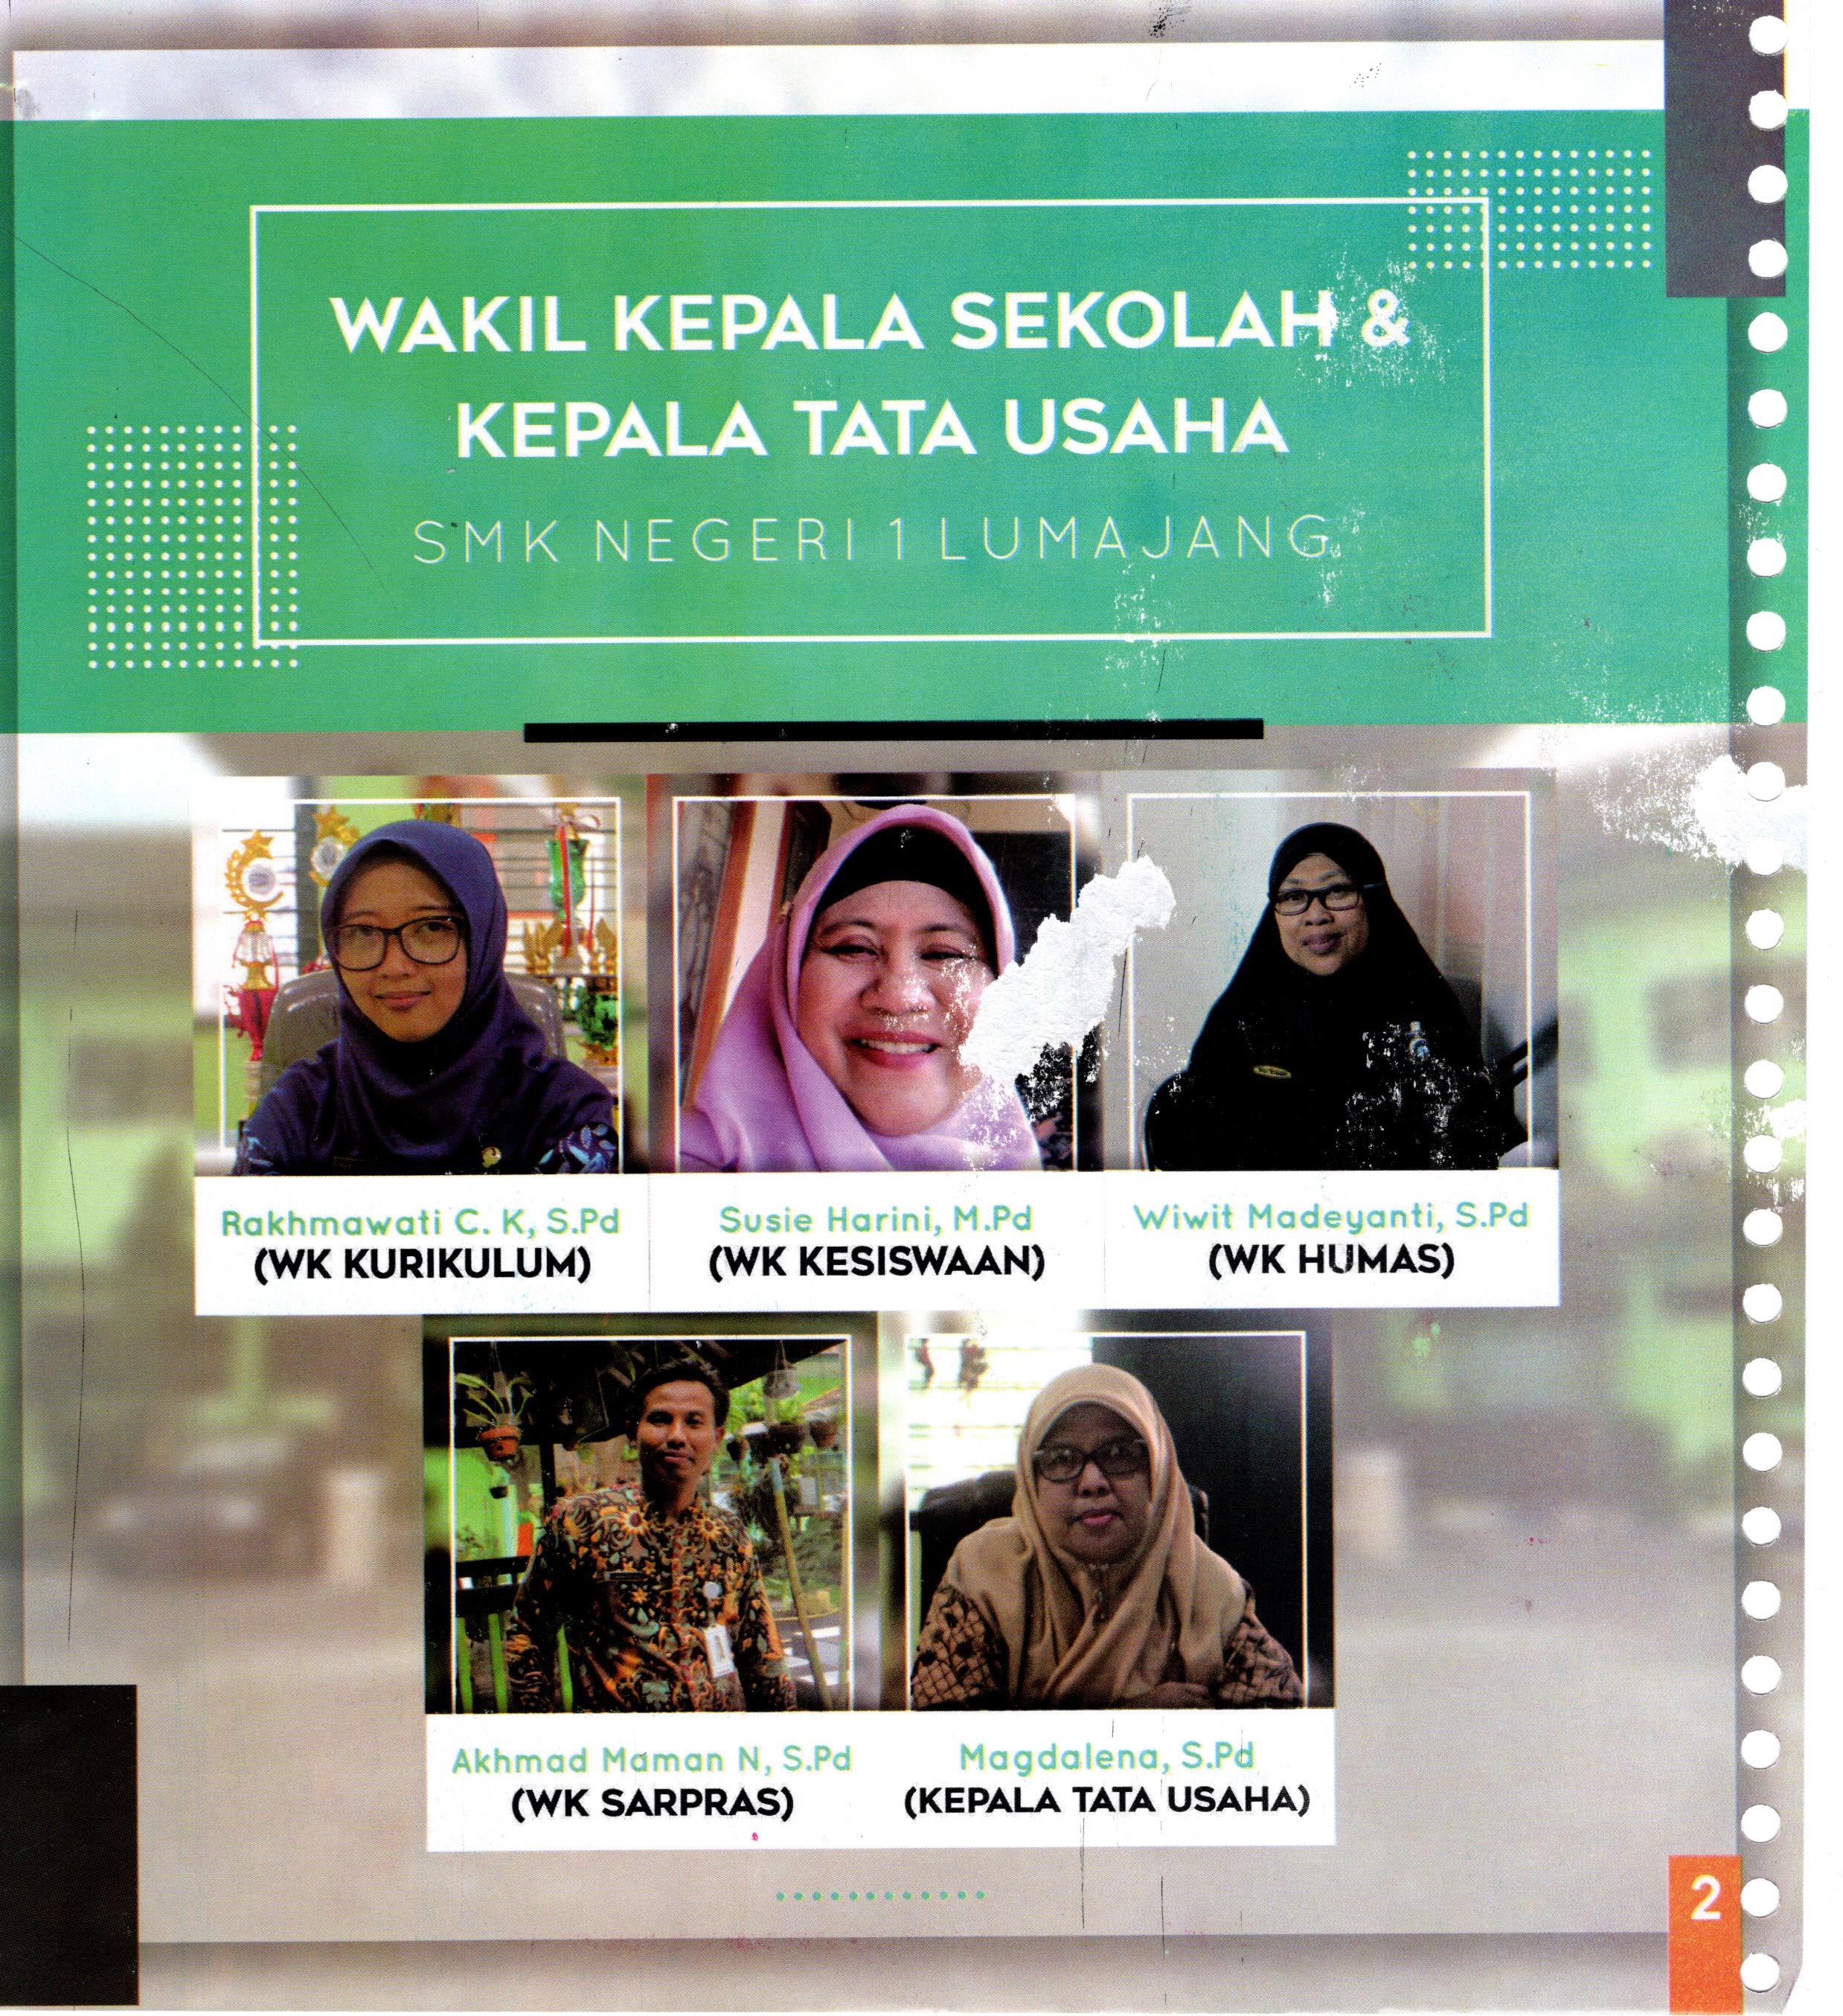 WAKIL KEPALA SEKOLAH &
KEPALA TATA USAHA
SMK NEGERI 1 LUMAJANG
Rakhmawati C. K, S.Pd
(WK KURIKULUM)
Susie Harini, M.Pd
(WK KESISWAAN)
Wiwit Madeyanti, S.Pd
(WK HUMAS)
Akhmad Maman N, S.Pd
(WK SARPRAS)
Magdalena, S.Pd
(KEPALA TATA USAHA)
2